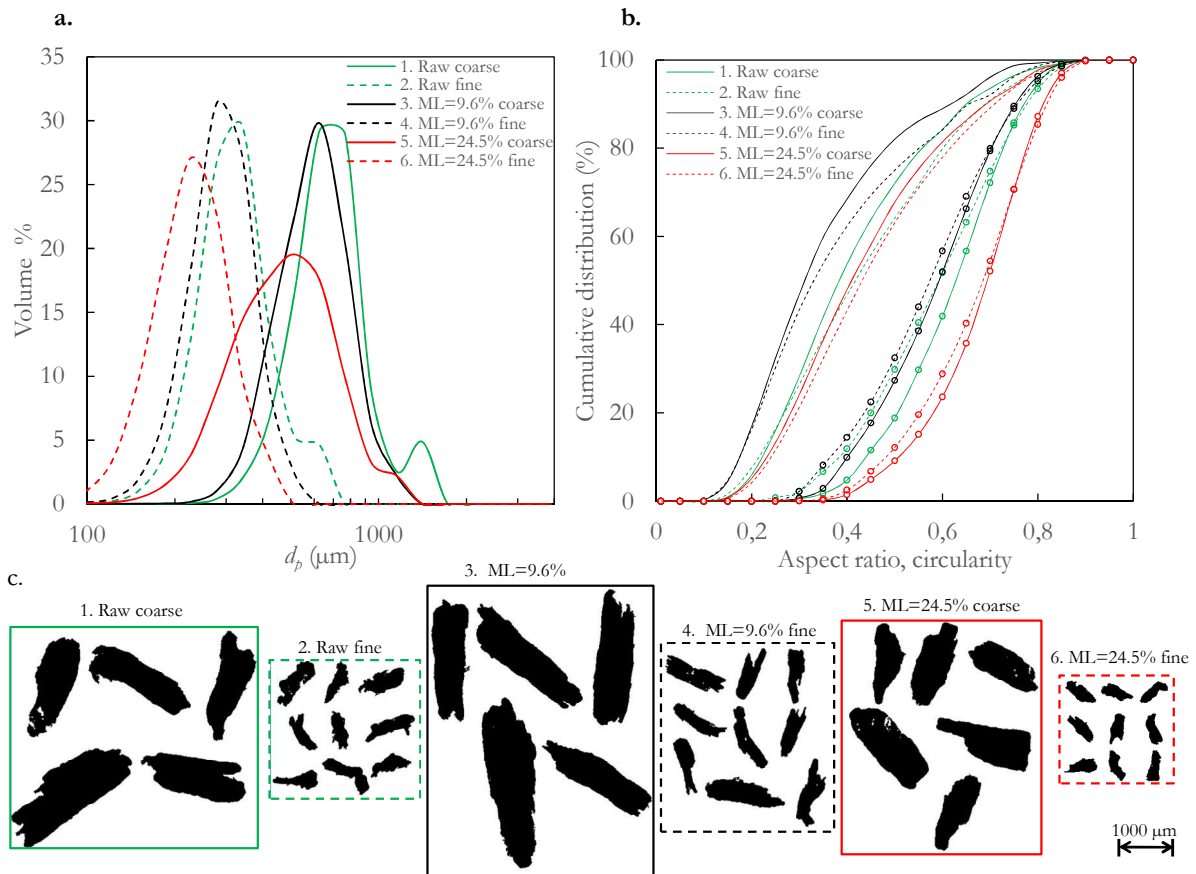 a.
35
30
25
20
15
10
5
0
Volume %
100
1000
dp (µm)
1. Raw coarse
2. Raw fine
3. ML=9.6% coarse
4. ML=9.6% fine
5. ML=24.5% coarse
6. ML=24.5% fine
b.
100
80
60
40
20
0
Cumulative distribution (%)
0
0,2
0,4
0,6
0,8
1
Aspect ratio, circularity
1. Raw coarse
2. Raw fine
3. ML=9.6% coarse
4. ML=9.6% fine
5. ML=24.5% coarse
6. ML=24.5% fine
c.
1. Raw coarse
2. Raw fine
3. ML=9.6%
4. ML=9.6% fine
5. ML=24.5% coarse
6. ML=24.5% fine
1000 µm